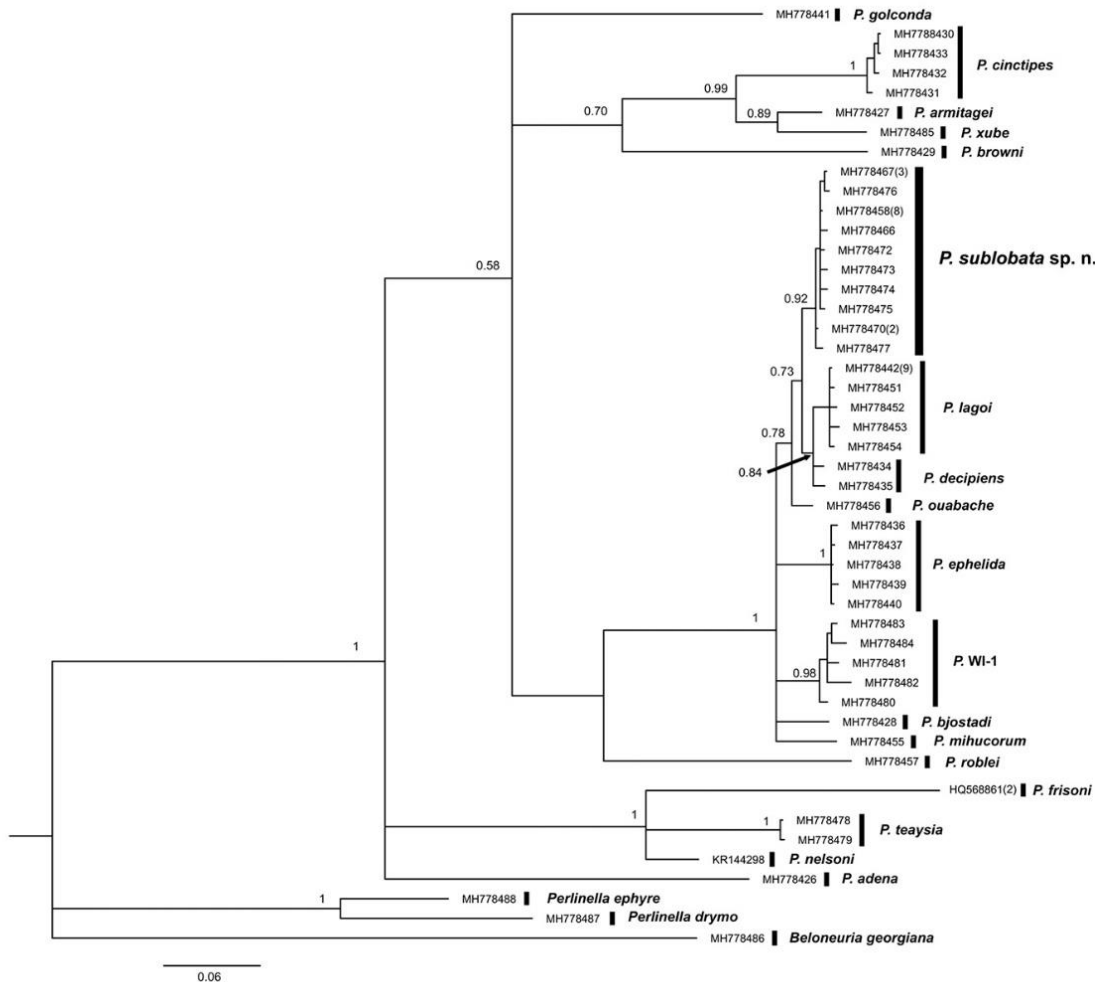 MH778441 P. golconda
MH7788430
MH778433
P. cinctipes
MH778432
1
MH778431
0.99
0.70
0.89
MH778427 P. armitagei
MH778485 P. xube
MH778429 P. browni
MH778467(3)
MH778476
MH778458(8)
MH778466
MH778472
P. sublobata sp. n.
MH778473
0.58
MH778474
0.92
MH778475
MH778470(2)
MH778477
MH778442(9)
0.73
MH778451
MH778452 P. lagoi
MH778453
0.78
MH778454
0.84
MH778434
P. decipiens
MH778435
MH778456 P. ouabache
MH778436
MH778437
1
MH778438 P. ephelida
MH778439
MH778440
1
MH778483
MH778484
1
MH778481 P. WI-1
0.98
MH778482
MH778480
MH778428 P. bjostadi
MH778455 P. mihucorum
MH778457 P. roblei
HQ568861(2) P. frisoni
1
1
MH778478
P. teaysia
MH778479
KR144298 P. nelsoni
MH778426 P. adena
1
MH778488 Perlinella ephyre
MH778487 Perlinella drymo
MH778486 Beloneuria georgiana
0.06